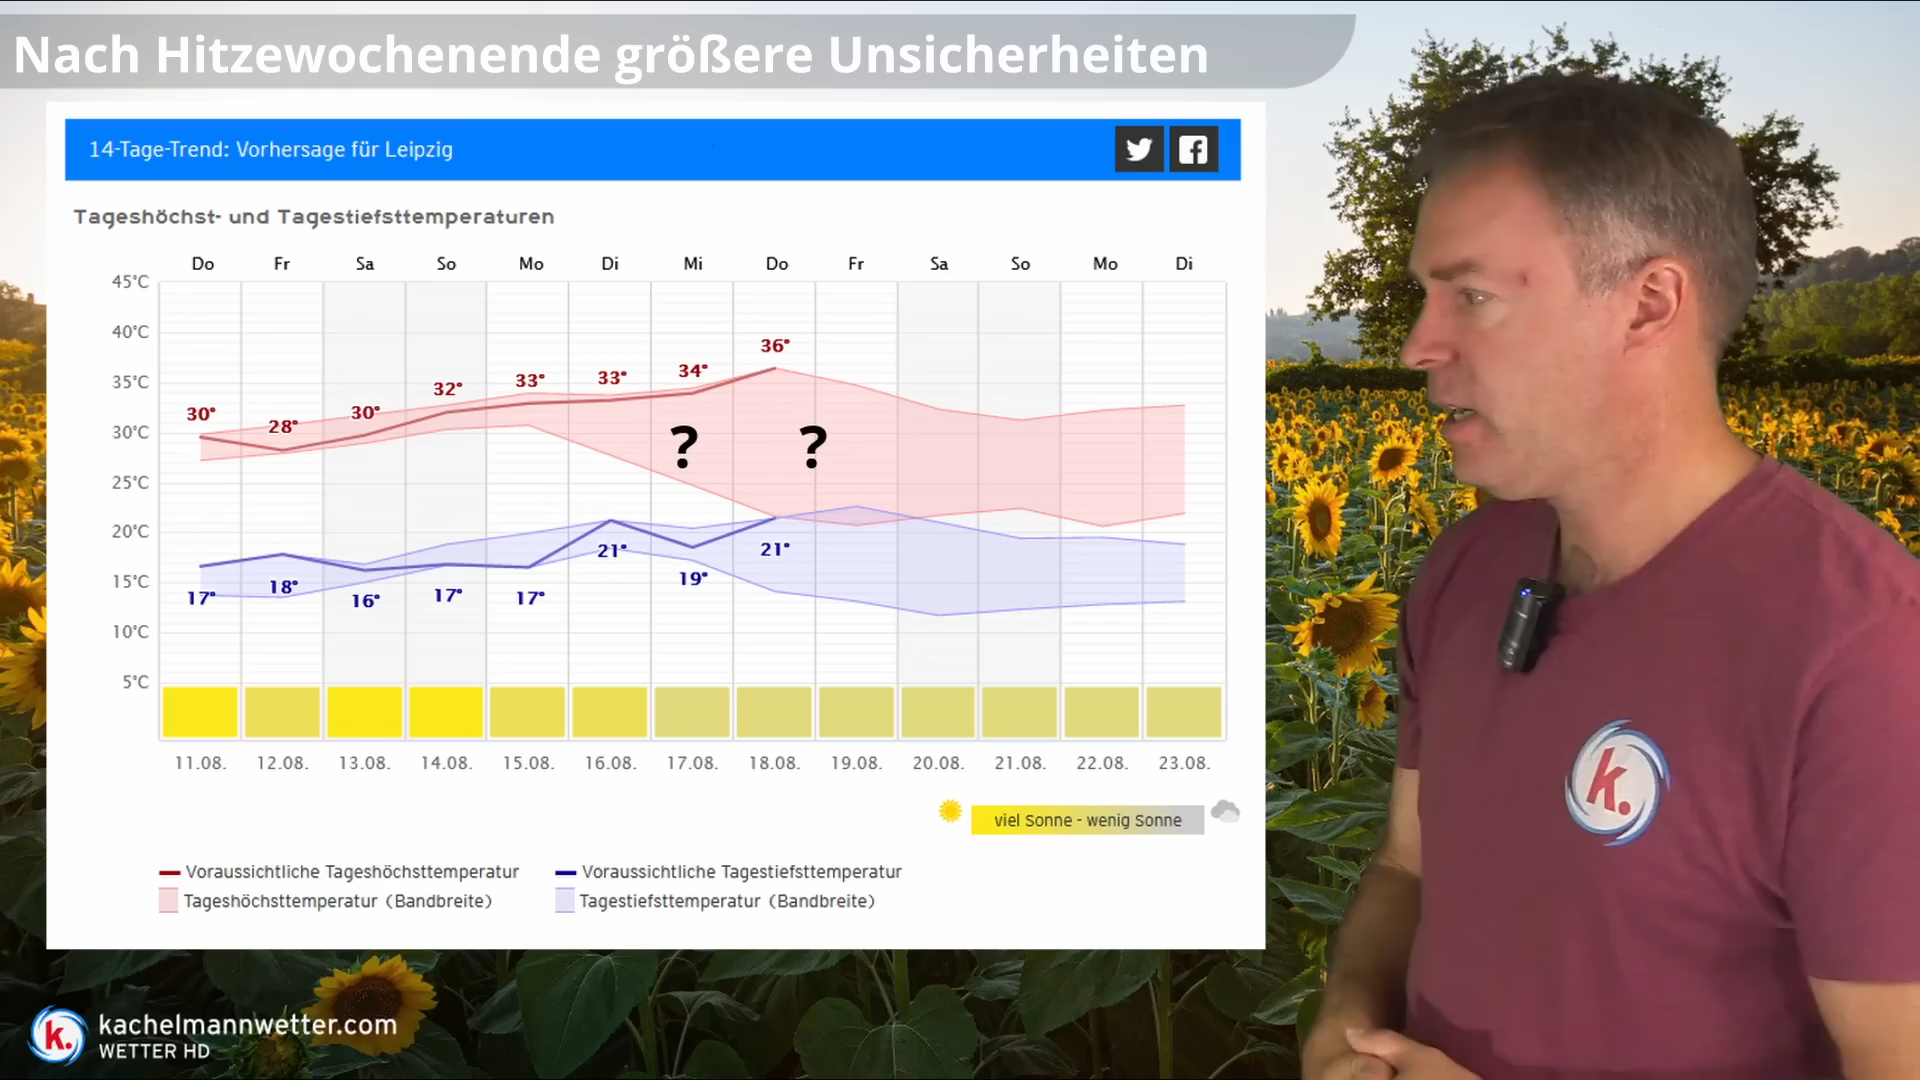 Nach Hitzewochenende größere Unsicherheiten
14-Tage-Trend: Vorhersage für Leipzig
Tageshöchst- und Tagestiefsttemperaturen
Do Fr Sa So Mo Di Mi Do Fr Sa So Mo Di
45°C
40°C
36°
35°C
34°
33° 33°
32°
30° 28° 30°
30°C
? ?
25°C
20°C
21° 21°
19°
15°C
17° 18° 16° 17° 17°
10°C
5°C
11.08. 12.08. 13.08. 14.08. 15.08. 16.08. 17.08. 18.08. 19.08. 20.08. 21.08. 22.08. 23.08.
viel Sonne - wenig Sonne
Voraussichtliche Tageshöchsttemperatur Voraussichtliche Tagestiefsttemperatur
Tageshöchsttemperatur (Bandbreite) Tagestiefsttemperatur (Bandbreite)
k.
k. kachelmannwetter.com
WETTER HD